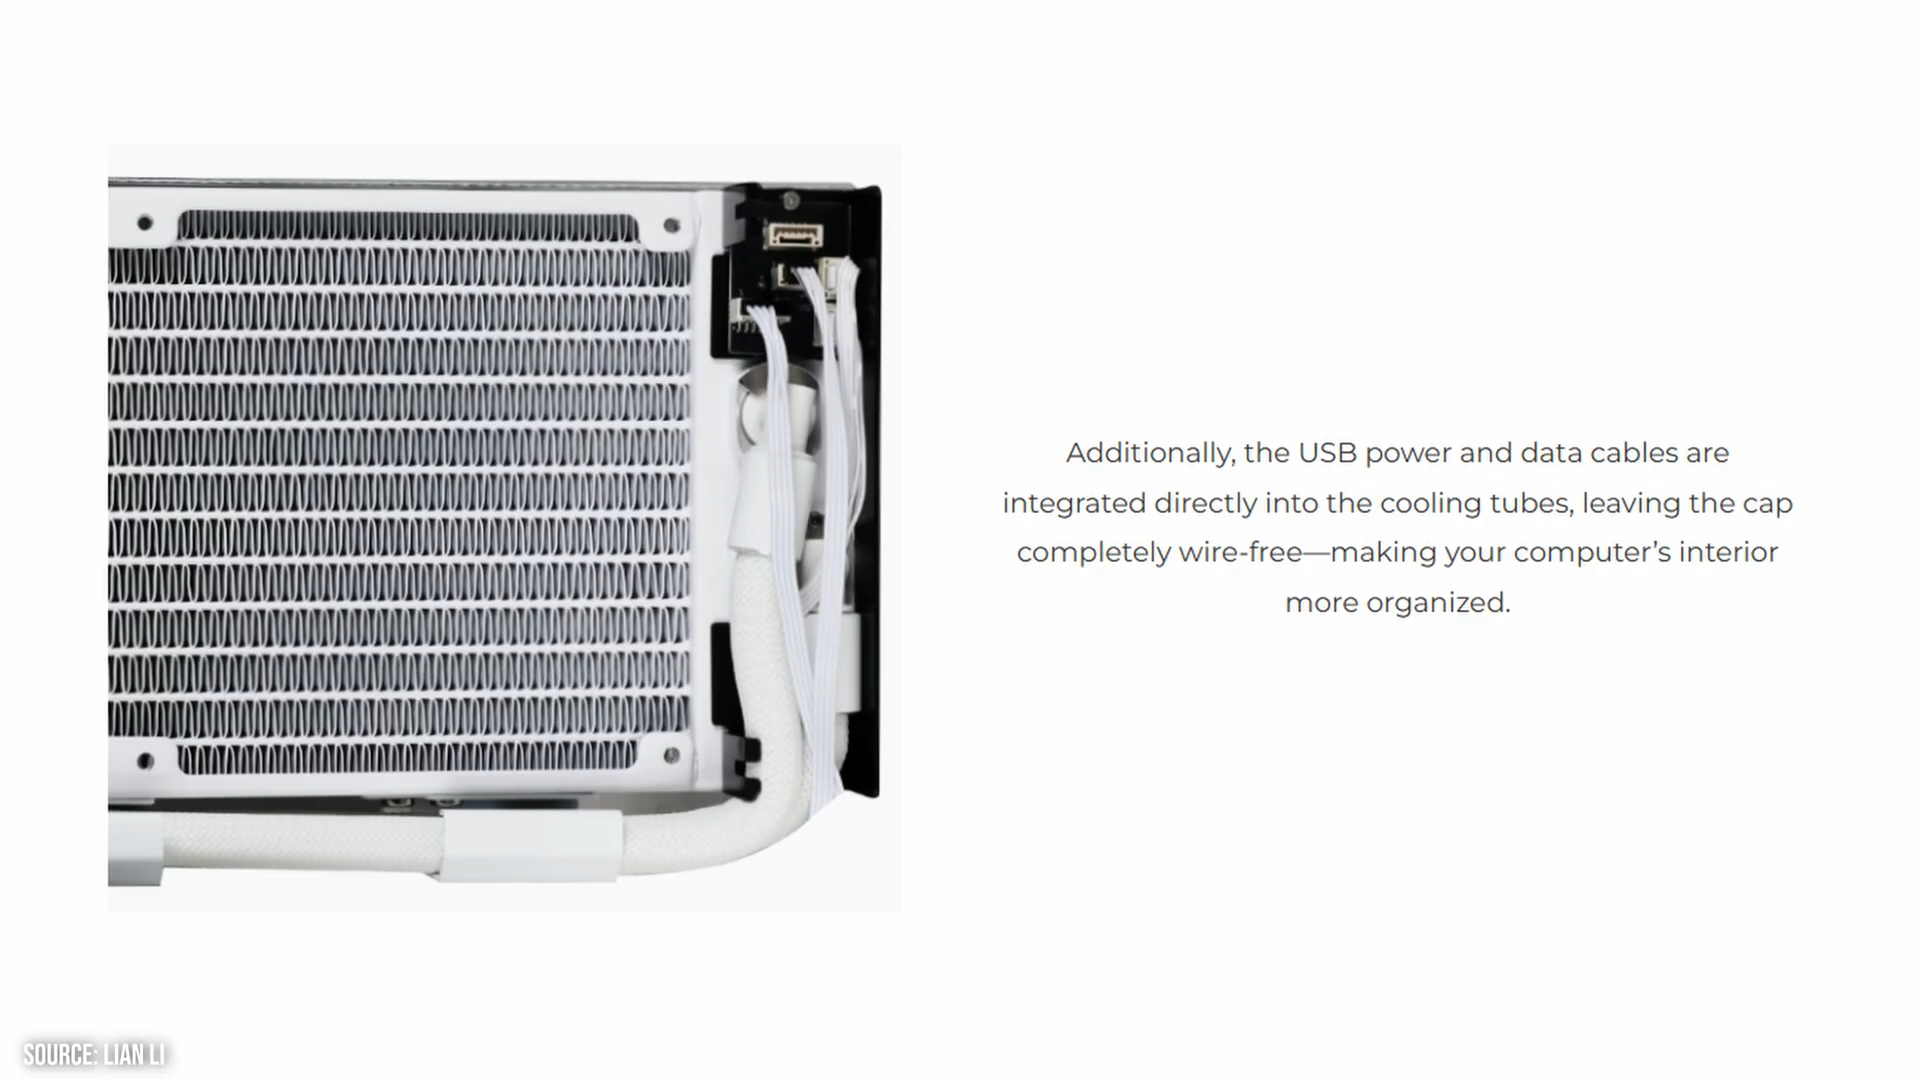 Additionally, the USB power and data cables are
integrated directly into the cooling tubes, leaving the cap
completely wire-free—making your computer’s interior
more organized.
SOURCE: LIAN LI